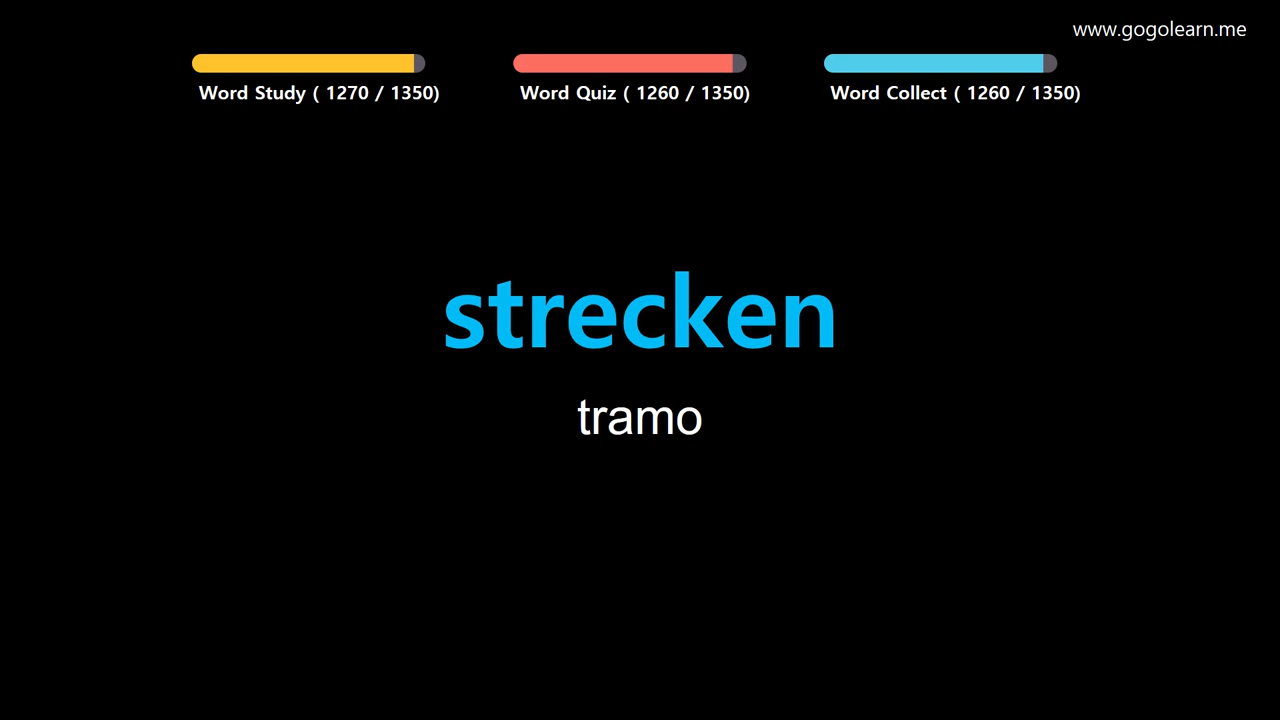 www.gogolearn.me
Word Study ( 1270 / 1350)
Word Quiz ( 1260 / 1350)
Word Collect ( 1260 / 1350)
strecken
tramo